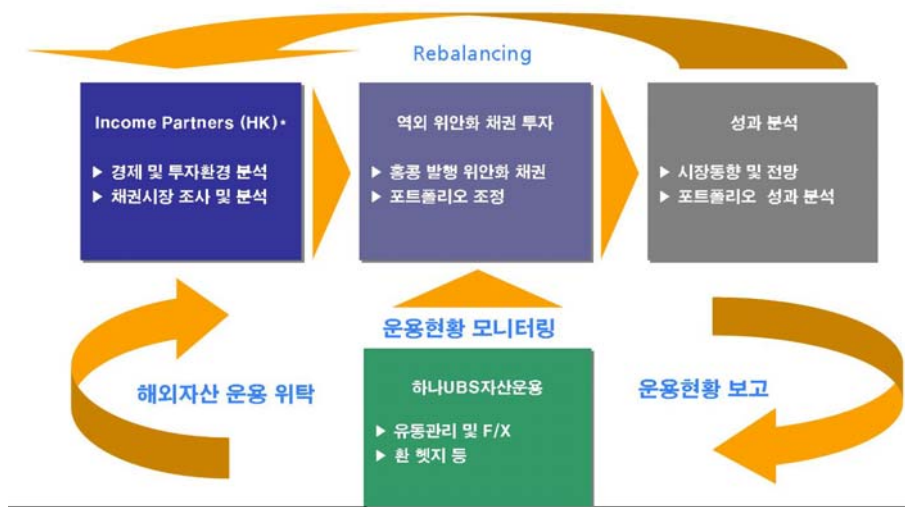 Rebalancing
Income Partners (HK)*
▶ 경제 및 투자환경 분석
▶ 채권시장 조사 및 분석
역외 위안화 채권 투자
▶ 홍콩 발행 위안화 채권
▶ 포트폴리오 조정
성과 분석
▶ 시장동향 및 전망
▶ 포트폴리오 성과 분석
운용현황 모니터링
해외자산 운용 위탁
하나UBS자산운용
▶ 유동관리 및 F/X
▶ 환 헷지 등
운용현황 보고